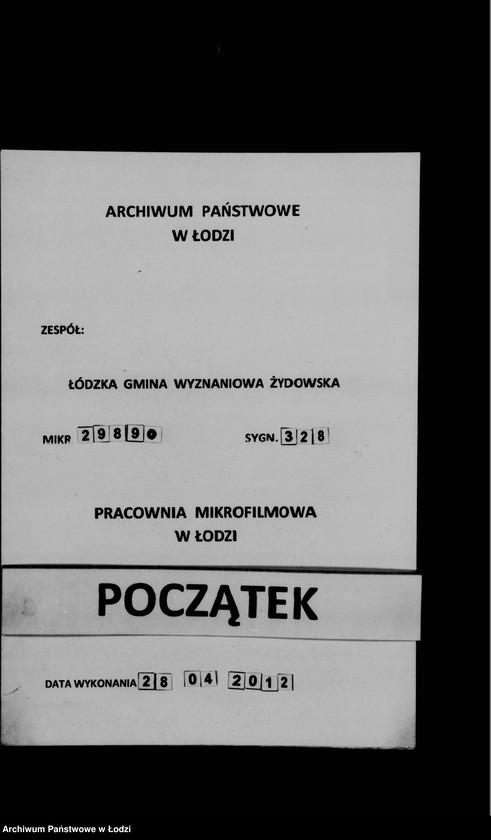 ARCHIWUM PAŃSTWOWE
W ŁODZI
ZESPÓŁ:
ŁÓDZKA GMINA WYZNANIOWA ŻYDOWSKA
MIKR 29890 SYGN. 328
PRACOWNIA MIKROFILMOWA
W ŁODZI
POCZĄTEK
DATA WYKONANIA 28 04 2012
Archiwum Państwowe w Łodzi